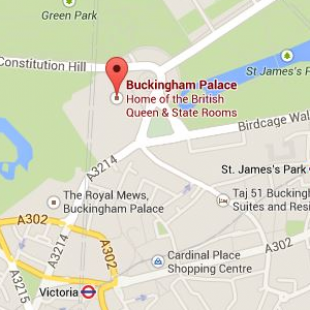 Green Park
Constitution Hill
St James's P
Buckingham Palace
Home of the British
Queen & State Rooms
Birdcage Wal
A3214
St. James's Park
The Royal Mews,
Buckingham Palace
Taj 51 Bucking
Suites and Resi
A302
A3214
A302
A302
Cardinal Place
Shopping Centre
A3215
Victoria